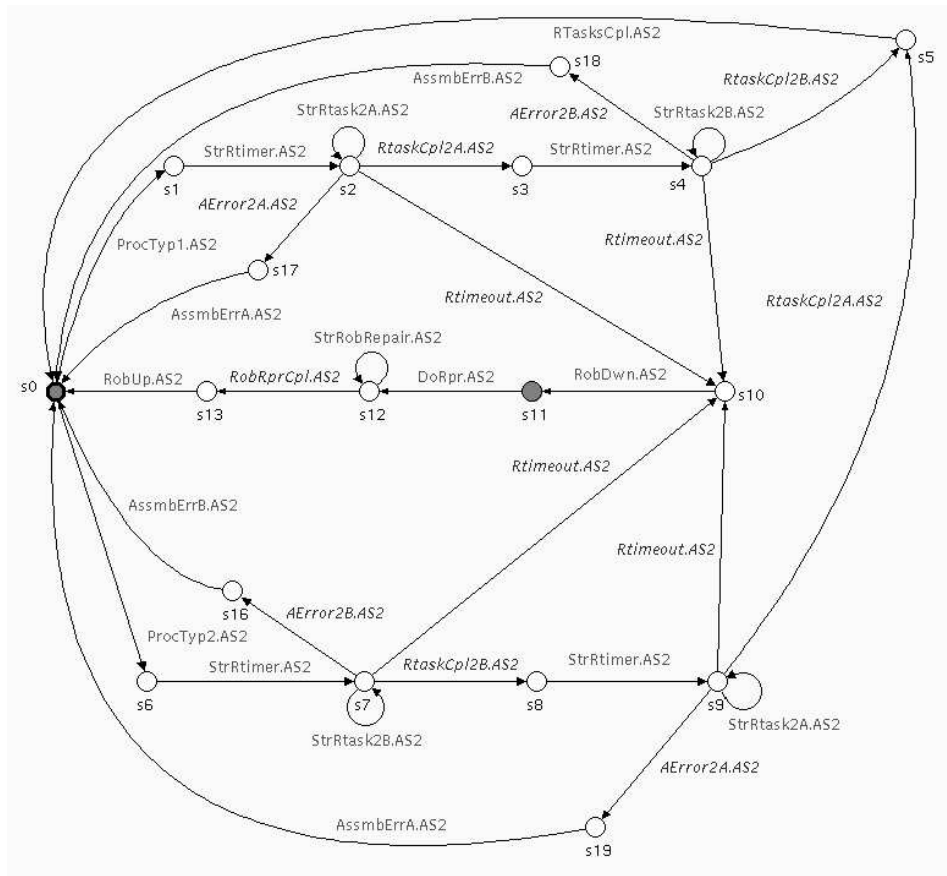 RTasksCpl.AS2
s5
s18
AssmbErrB.AS2
RtaskCpl2B.AS2
StrRtask2A.AS2
AError2B.AS2
StrRtask2B.AS2
StrRtimer.AS2
RtaskCpl2A.AS2
StrRtimer.AS2
s1
s2
s3
s4
AError2A.AS2
ProcTyp1.AS2
Rtimeout.AS2
s17
Rtimeout.AS2
RtaskCpl2A.AS2
AssmbErrA.AS2
StrRobRepair.AS2
s0
RobUp.AS2
RobRprCpl.AS2
DoRpr.AS2
RobDwn.AS2
s13
s12
s11
s10
Rtimeout.AS2
AssmbErrB.AS2
Rtimeout.AS2
s16
AError2B.AS2
ProcTyp2.AS2
StrRtimer.AS2
RtaskCpl2B.AS2
StrRtimer.AS2
s6
s7
s8
s9
StrRtask2B.AS2
StrRtask2A.AS2
AError2A.AS2
AssmbErrA.AS2
s19